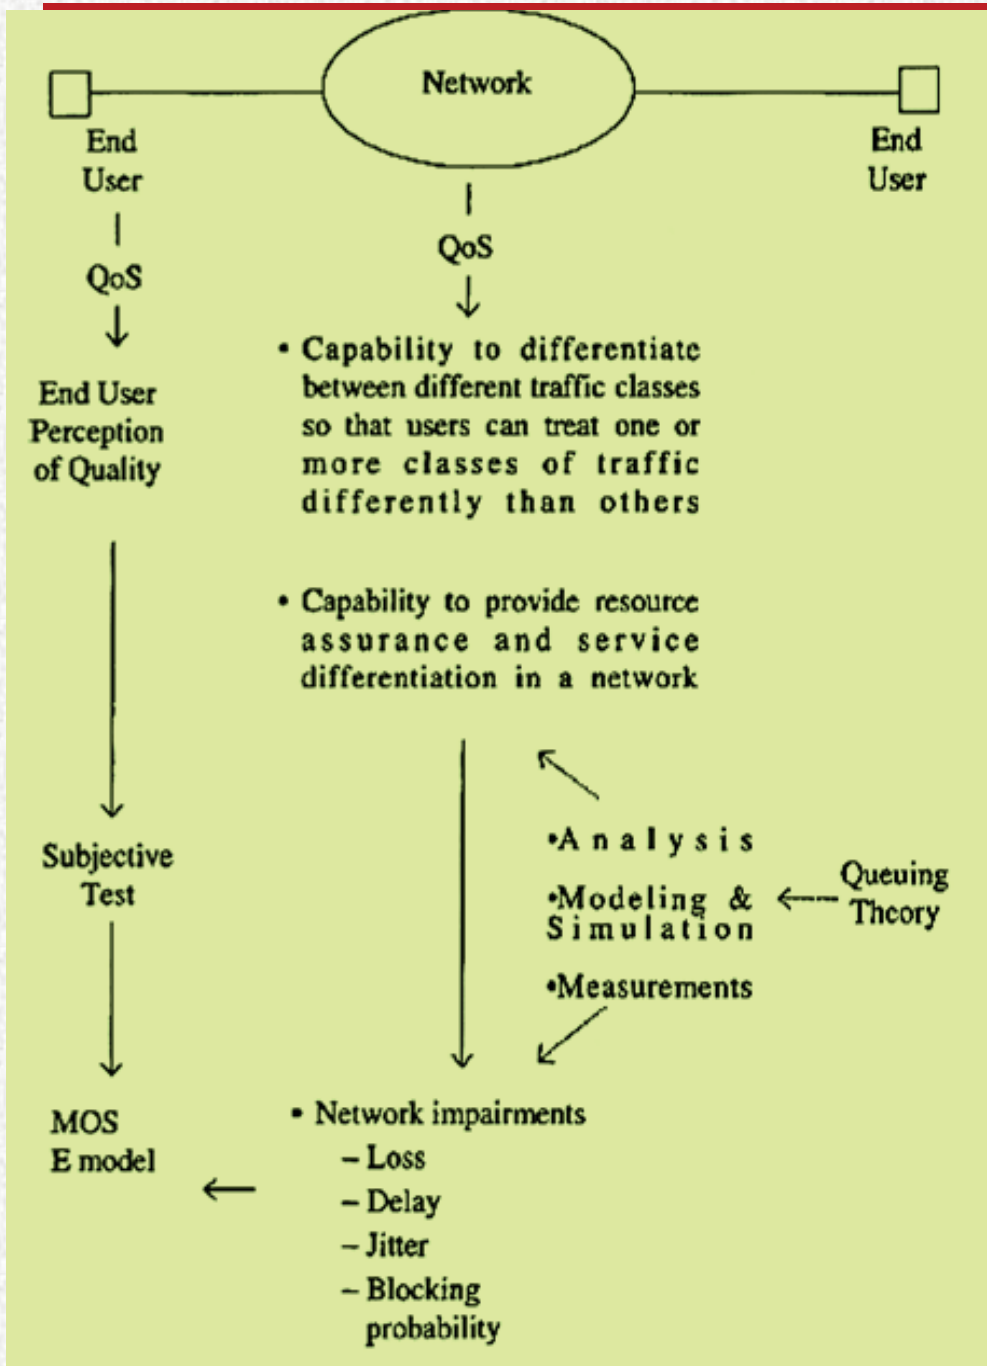 Network
End
User
End
User
QoS
QoS
End User
Perception
of Quality
• Capability to differentiate
between different traffic classes
so that users can treat one or
more classes of traffic
differently than others
• Capability to provide resource
assurance and service
differentiation in a network
Subjective
Test
•Analysis
•Modeling &
Simulation
•Measurements
Queuing
Theory
MOS
E model
• Network impairments
– Loss
– Delay
– Jitter
– Blocking
probability